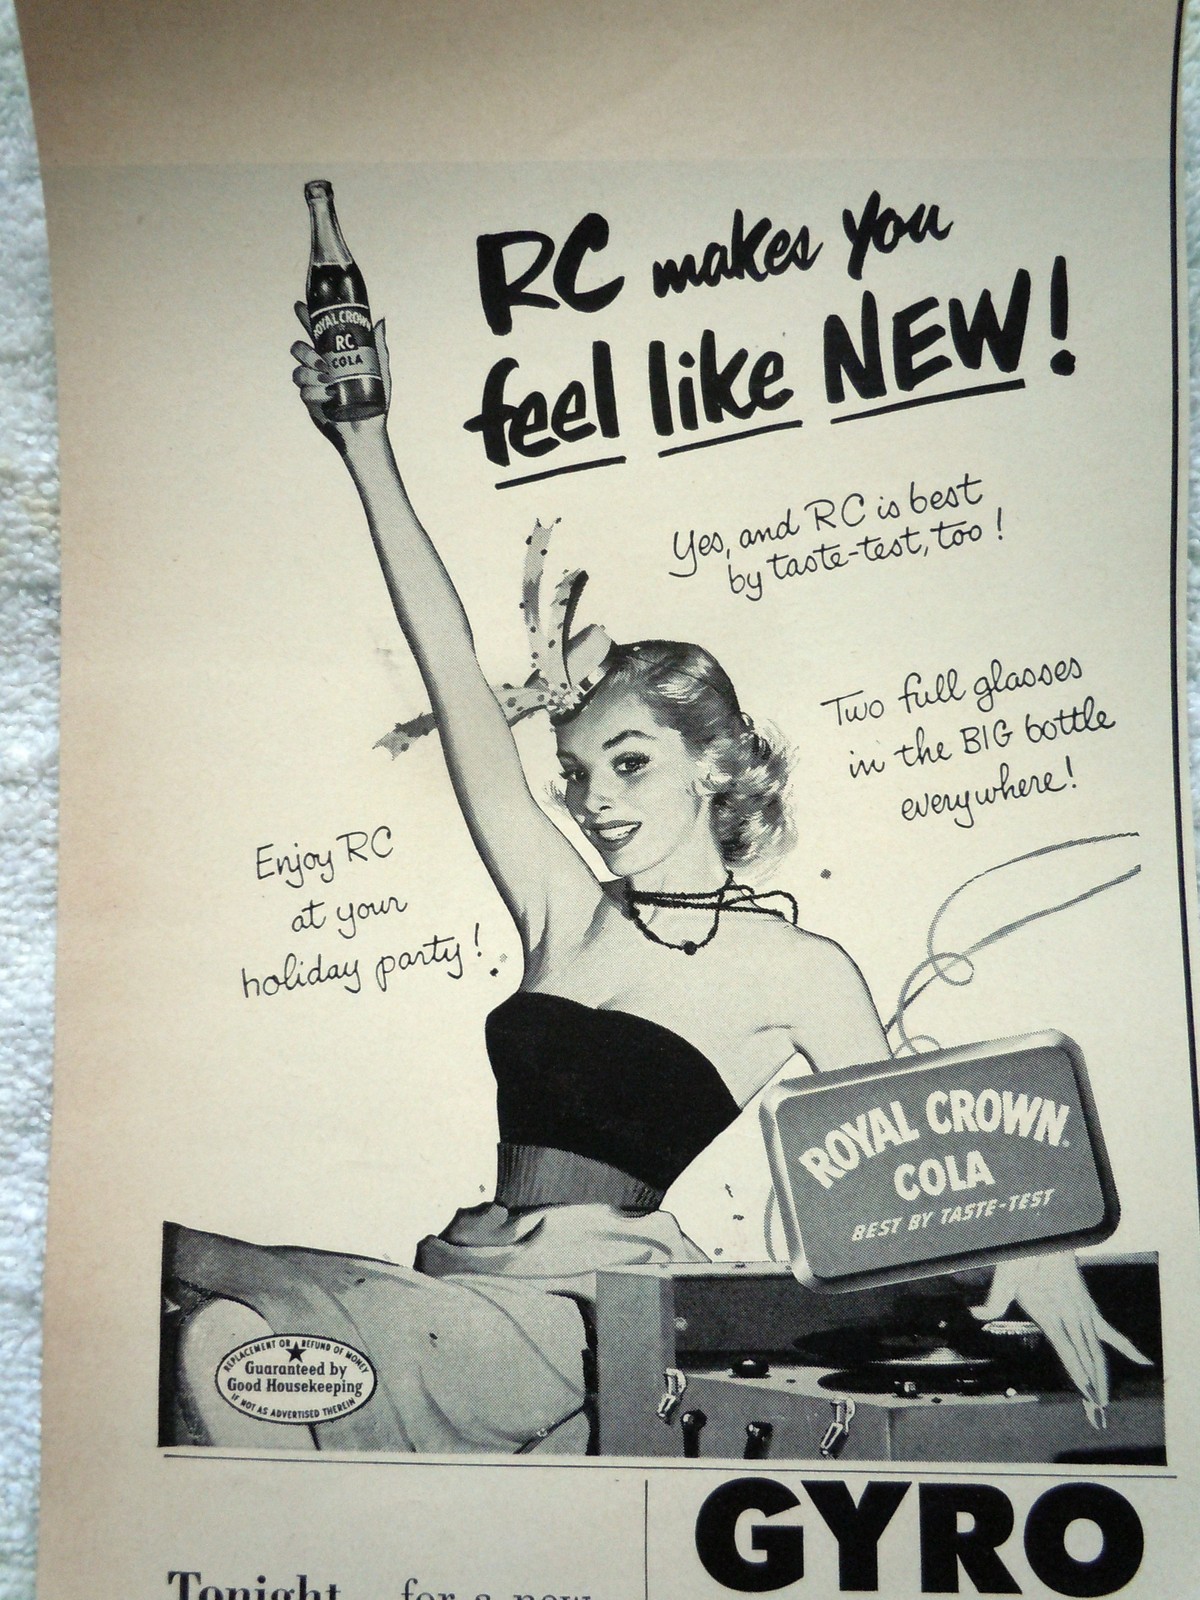 RC makes you
feel like NEW!
ROYAL CROWN
RC
COLA
Yes, and RC is best
by taste-test, too!
Two full glasses
in the BIG bottle
everywhere!
Enjoy RC
at your
holiday party!
ROYAL CROWN
COLA
BEST BY TASTE-TEST
REPLACEMENT OR REFUND OF MONEY
Guaranteed by
Good Housekeeping
IF NOT AS ADVERTISED THEREIN
GYRO
Tonight for a new